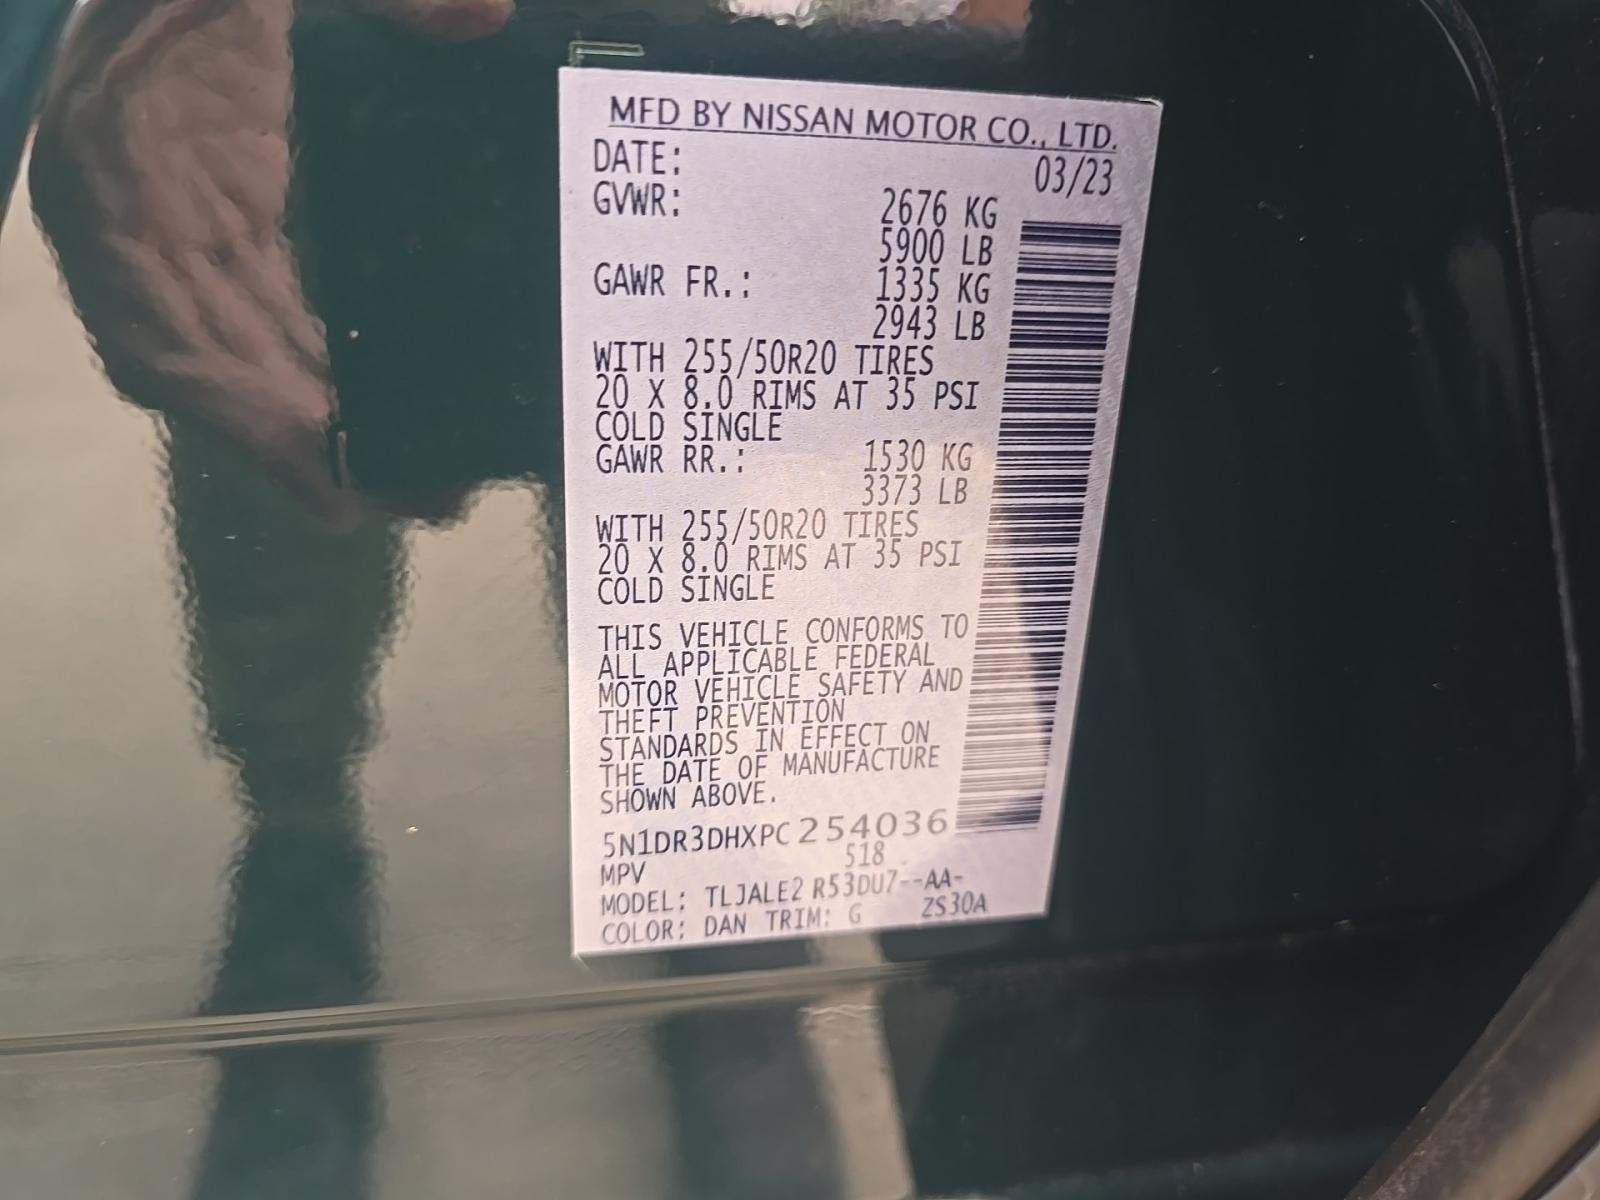 MFD BY NISSAN MOTOR CO., LTD.
DATE: 03/23
GVWR: 2676 KG
5900 LB
GAWR FR.: 1335 KG
2943 LB
WITH 255/50R20 TIRES
20 X 8.0 RIMS AT 35 PSI
COLD SINGLE
GAWR RR.: 1530 KG
3373 LB
WITH 255/50R20 TIRES
20 X 8.0 RIMS AT 35 PSI
COLD SINGLE
THIS VEHICLE CONFORMS TO
ALL APPLICABLE FEDERAL
MOTOR VEHICLE SAFETY AND
THEFT PREVENTION
STANDARDS IN EFFECT ON
THE DATE OF MANUFACTURE
SHOWN ABOVE.
5N1DR3DHXPC254036
MPV 518
MODEL: TLJALE2 R53DU7--AA-
COLOR: DAN TRIM: G ZS30A